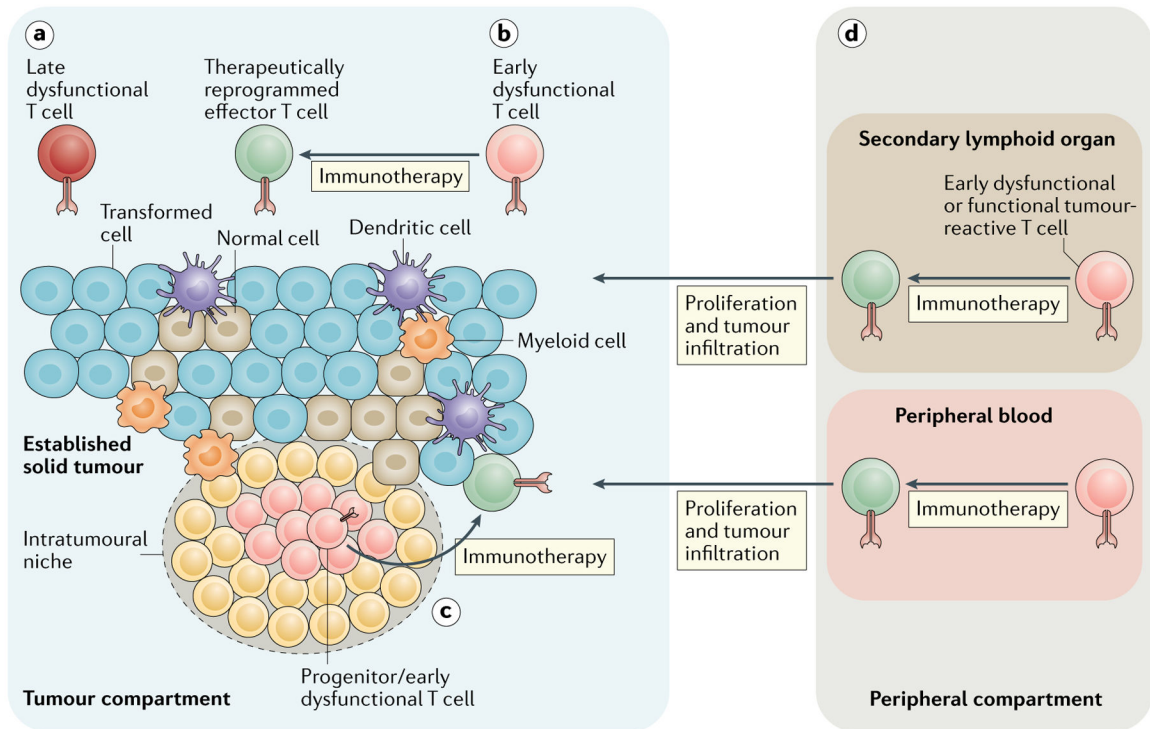 a
Late
dysfunctional
T cell
Therapeutically
reprogrammed
effector T cell
b
Early
dysfunctional
T cell
Immunotherapy
Transformed
cell
Normal cell
Dendritic cell
Myeloid cell
Established
solid tumour
Intratumoural
niche
Immunotherapy
c
Progenitor/early
dysfunctional T cell
Tumour compartment
Proliferation
and tumour
infiltration
Proliferation
and tumour
infiltration
d
Secondary lymphoid organ
Early dysfunctional
or functional tumour-
reactive T cell
Immunotherapy
Peripheral blood
Immunotherapy
Peripheral compartment